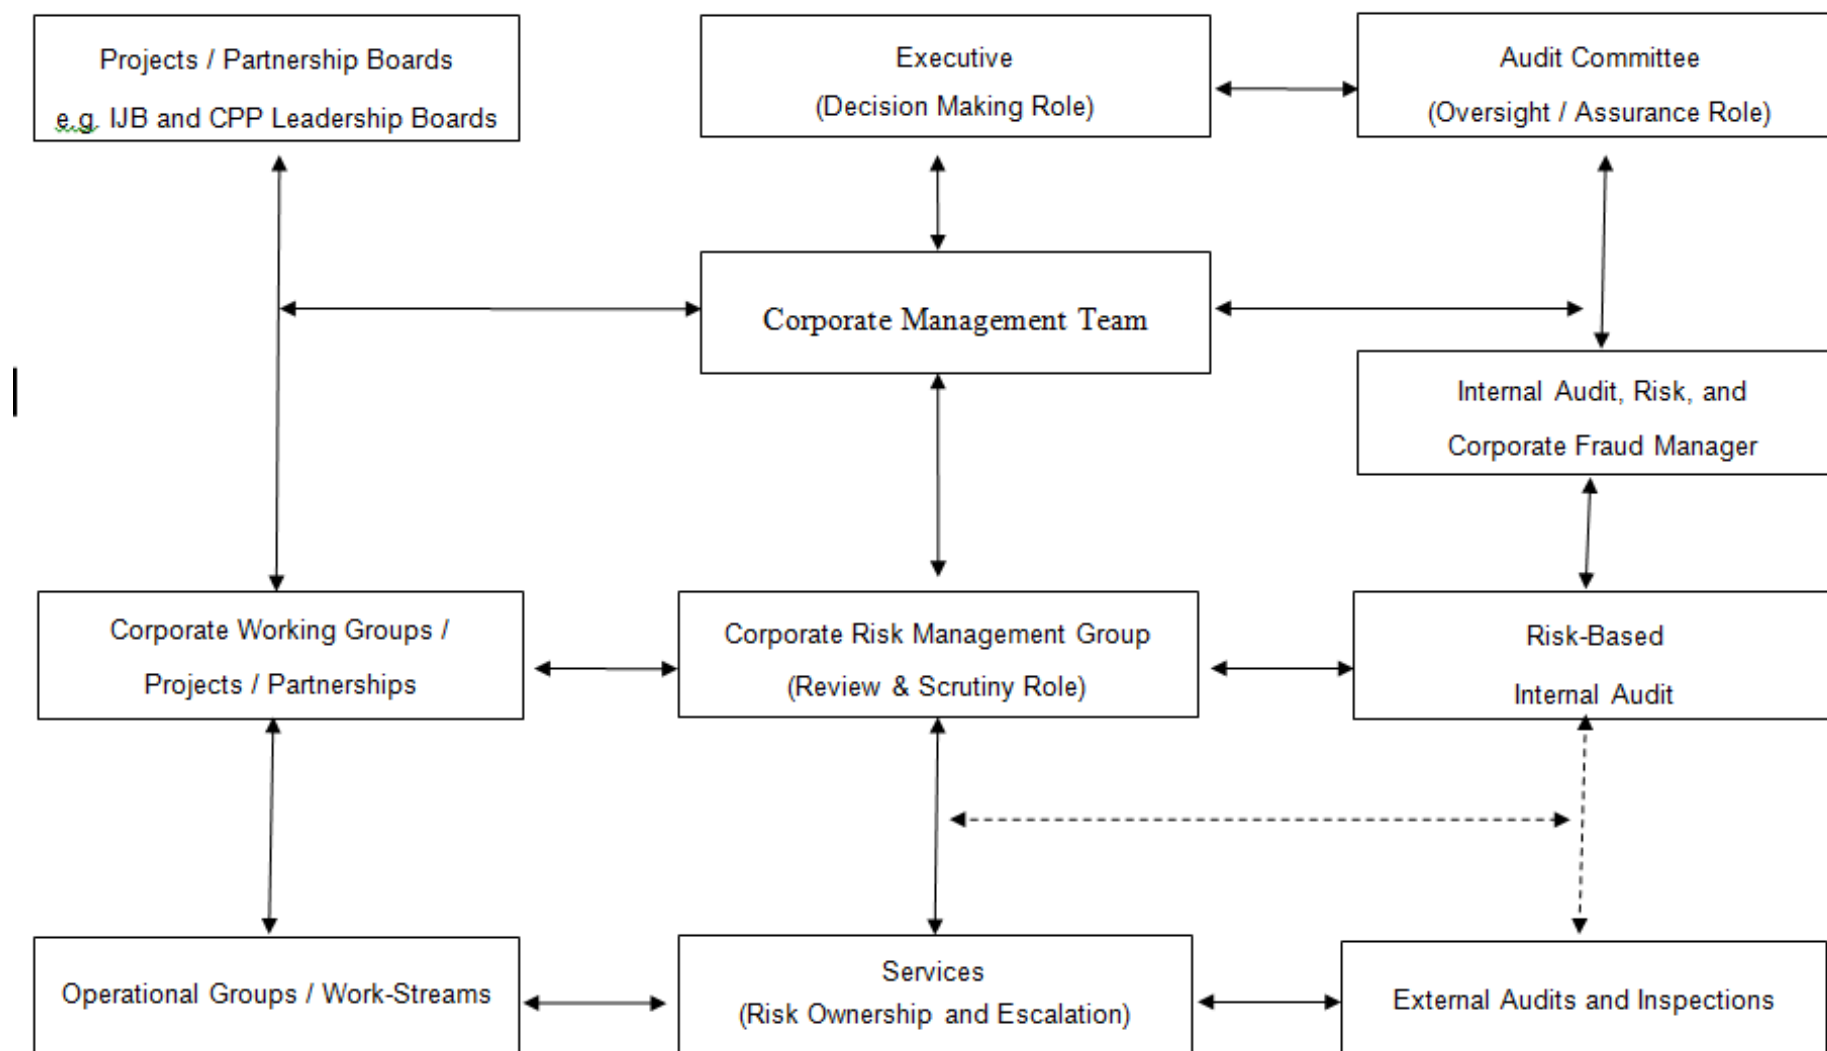 Projects / Partnership Boards
e.g. IJB and CPP Leadership Boards
Executive
(Decision Making Role)
Audit Committee
(Oversight / Assurance Role)
Corporate Management Team
Internal Audit, Risk, and
Corporate Fraud Manager
Corporate Working Groups /
Projects / Partnerships
Corporate Risk Management Group
(Review & Scrutiny Role)
Risk-Based
Internal Audit
Operational Groups / Work-Streams
Services
(Risk Ownership and Escalation)
External Audits and Inspections